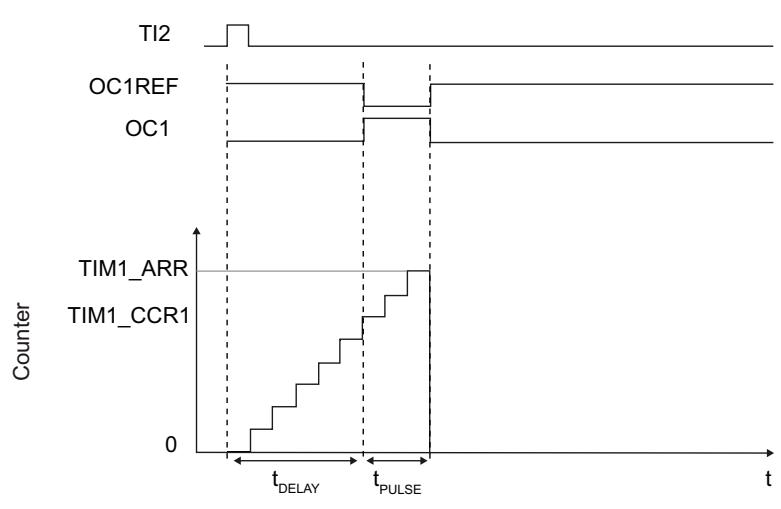 TI2
OC1REF
OC1
TIM1_ARR
TIM1_CCR1
Counter
0
tDELAY
tPULSE
t